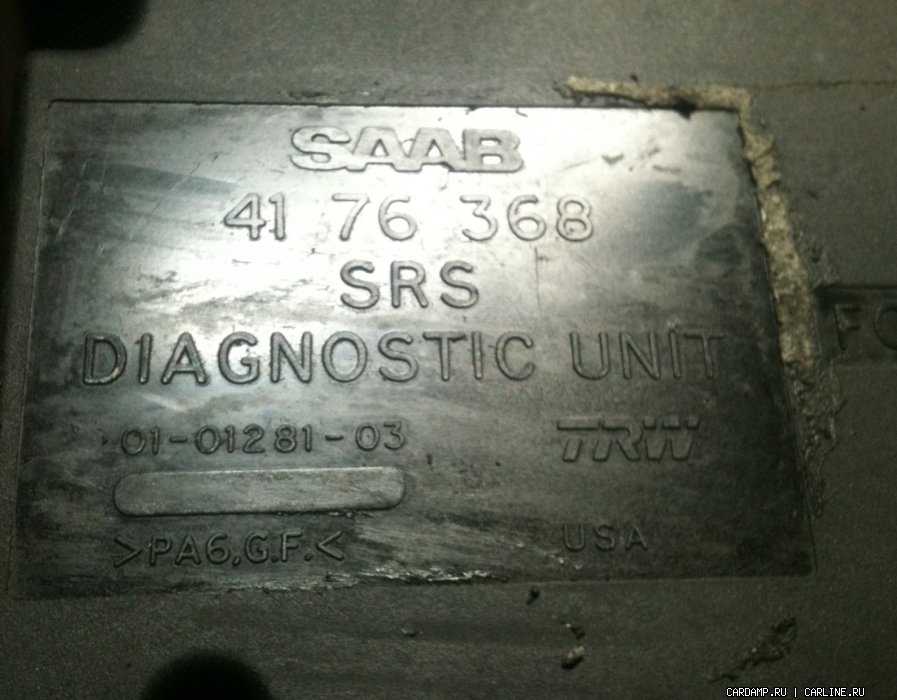 SAAB
41 76 368
SRS
DIAGNOSTIC UNIT
01-01281-03
TRW
>PA6,G.F.<
USA
CARDAMP.RU | CARLINE.RU